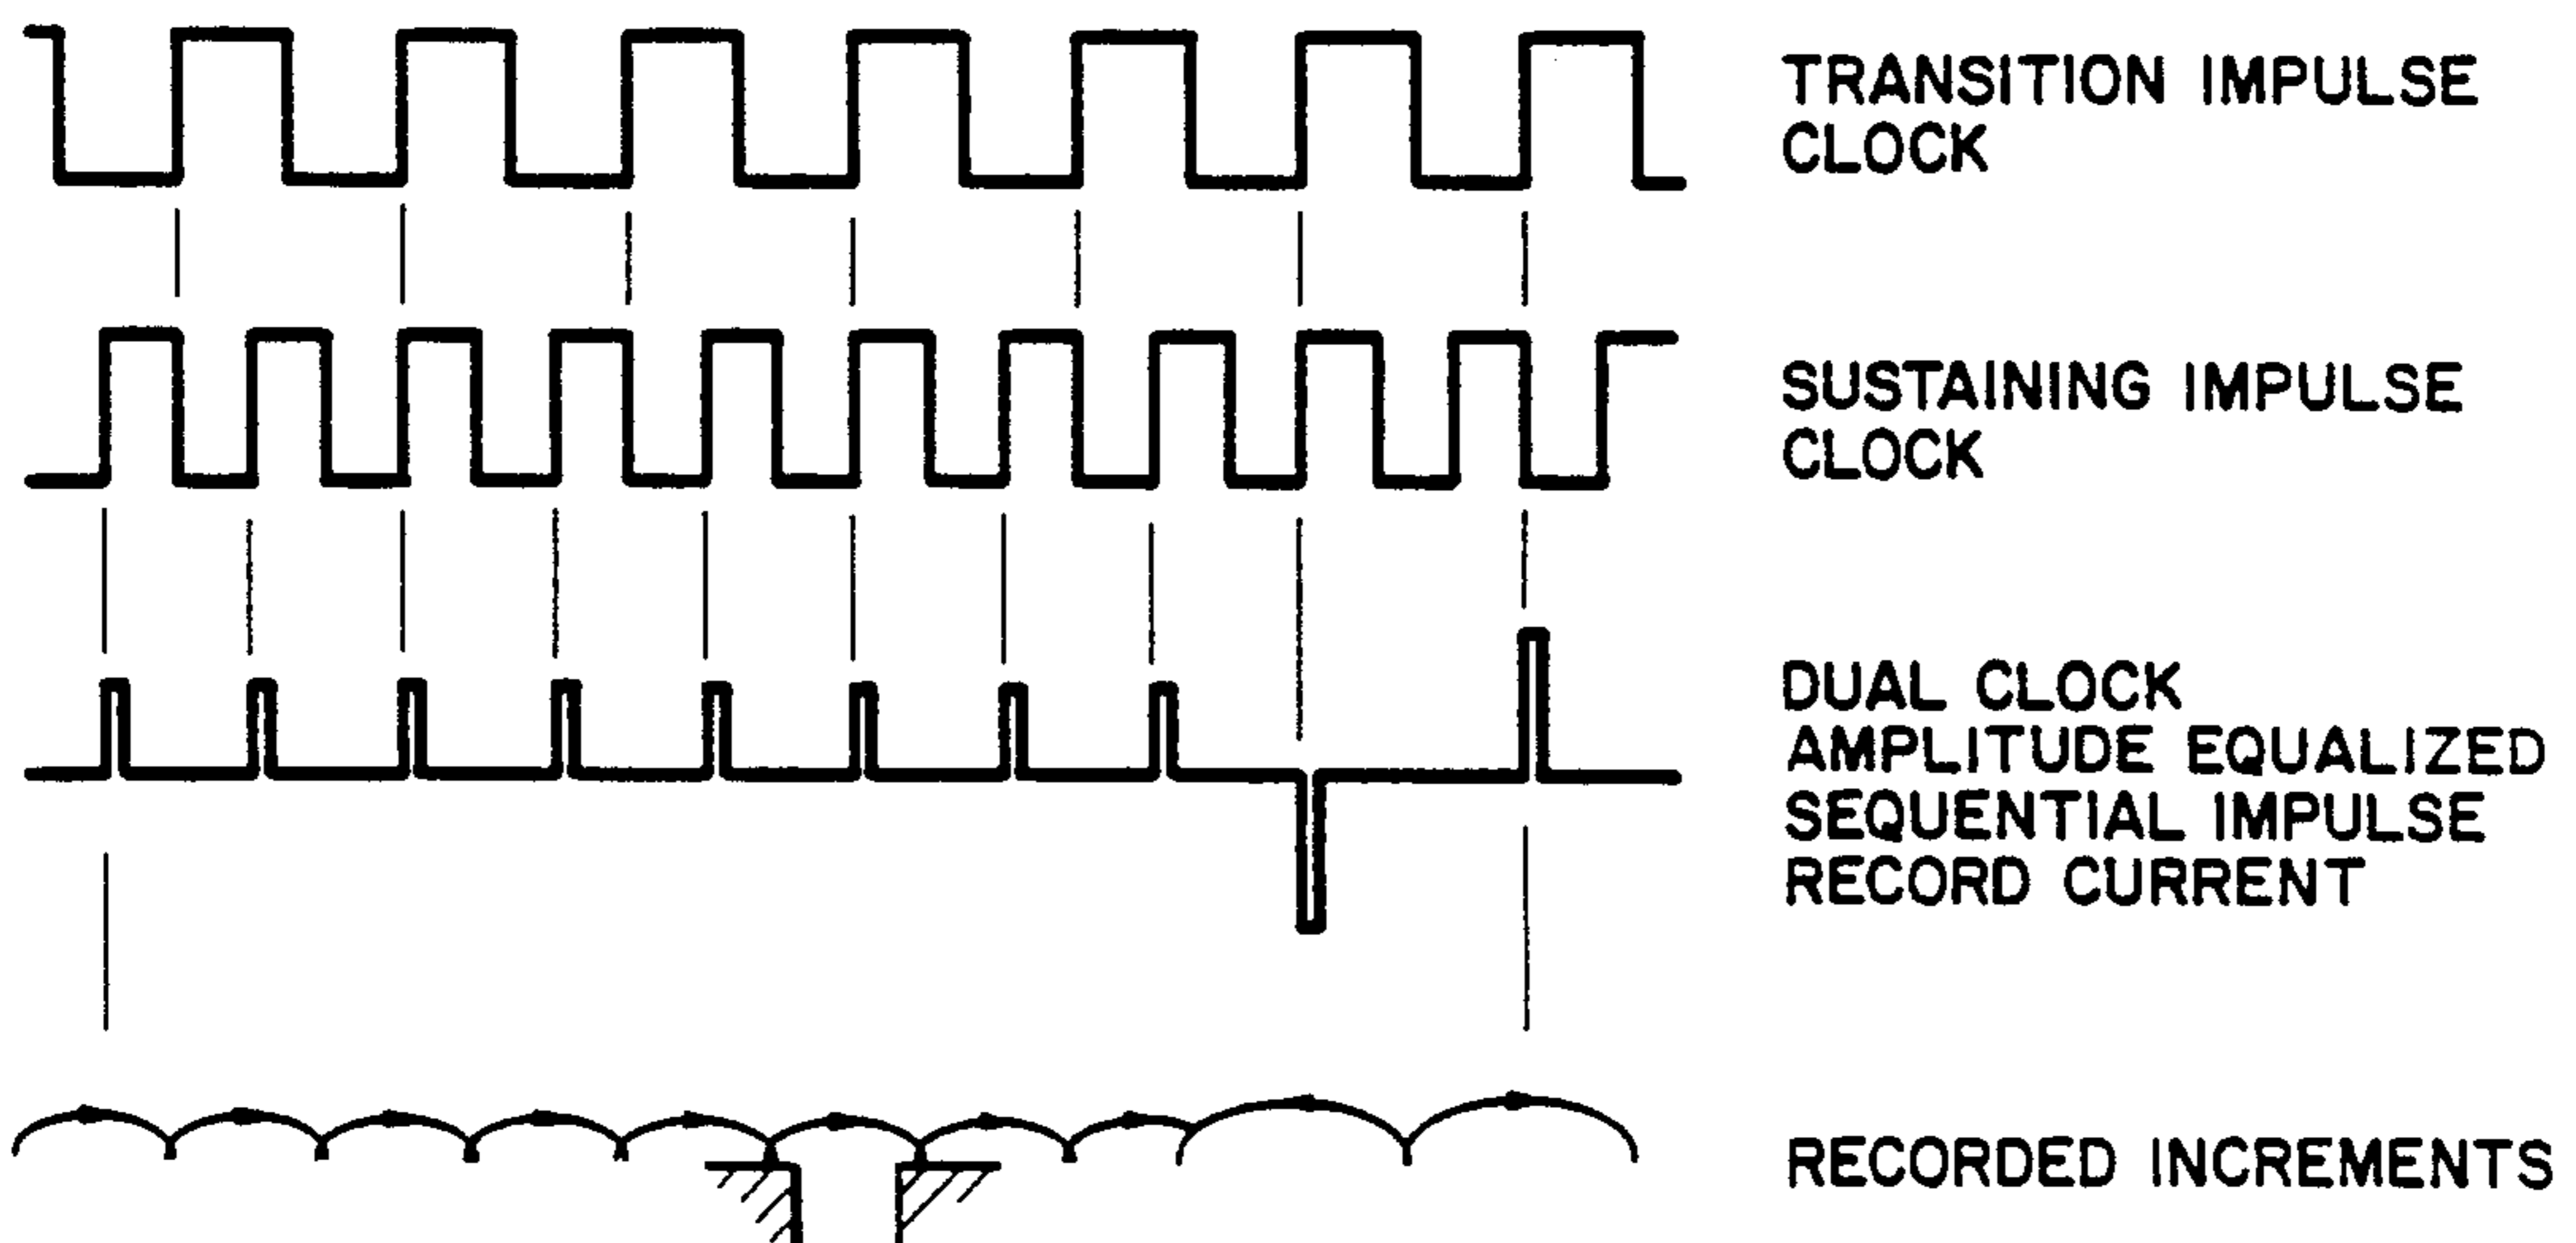 TRANSITION IMPULSE
CLOCK
SUSTAINING IMPULSE
CLOCK
DUAL CLOCK
AMPLITUDE EQUALIZED
SEQUENTIAL IMPULSE
RECORD CURRENT
RECORDED INCREMENTS